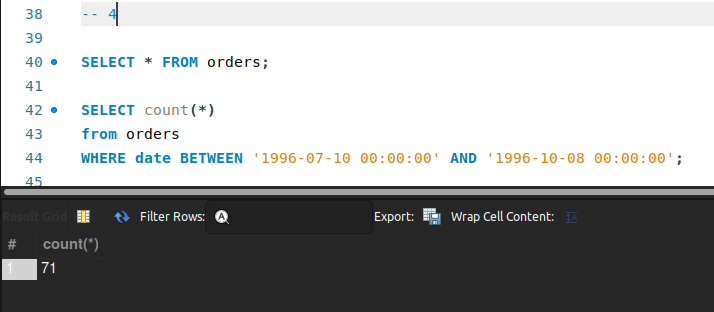 38 -- 4
39
40 SELECT * FROM orders;
41
42 SELECT count(*)
43 from orders
44 WHERE date BETWEEN '1996-07-10 00:00:00' AND '1996-10-08 00:00:00';
45
Result Grid Filter Rows: A Export: Wrap Cell Content: IA
# count(*)
1 71